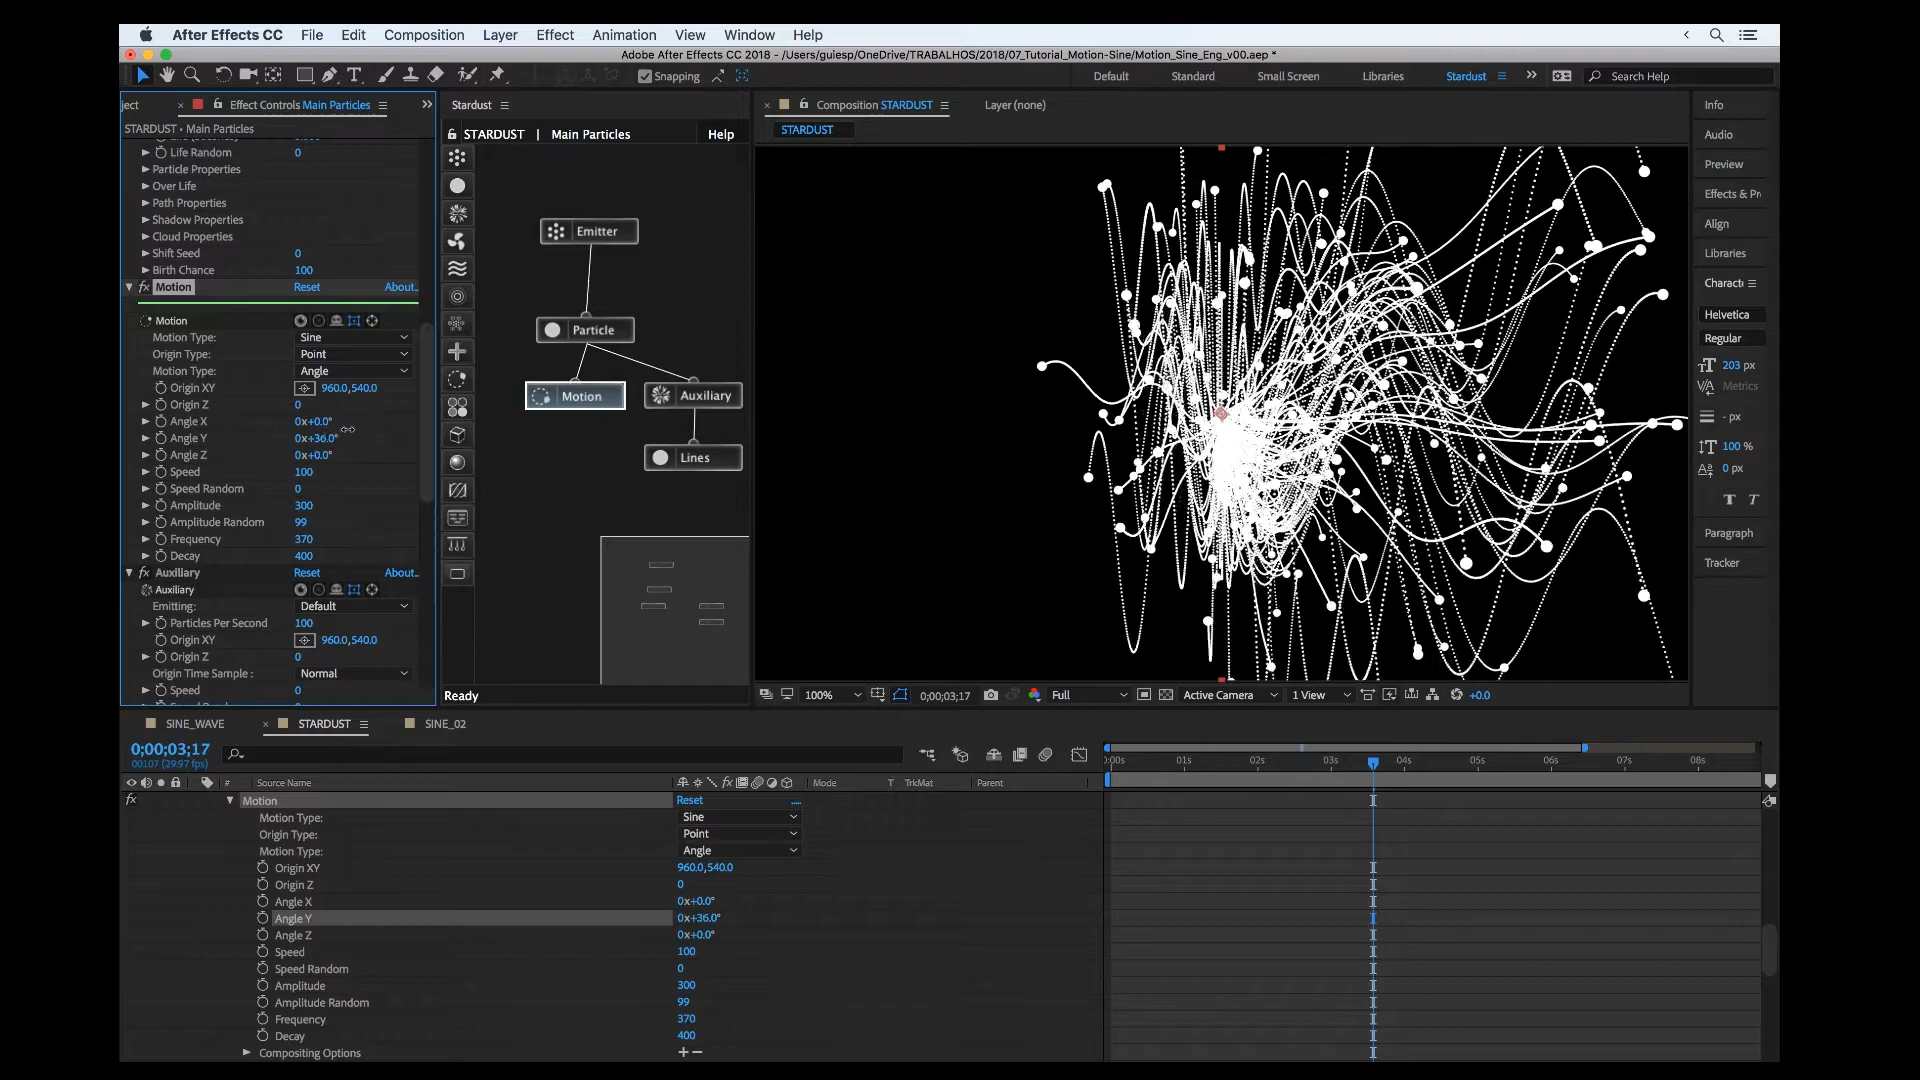 After Effects CC File Edit Composition Layer Effect Animation View Window Help
Adobe After Effects CC 2018 - /Users/guiesp/OneDrive/TRABALHOS/2018/07_Tutorial_Motion-Sine/Motion_Sine_Eng_v00.aep *
Snapping Default Standard Small Screen Libraries Stardust Search Help
ject Effect Controls Main Particles
STARDUST • Main Particles
Life Random 0
Particle Properties
Over Life
Path Properties
Shadow Properties
Cloud Properties
Shift Seed 0
Birth Chance 100
fx Motion Reset About..
Motion
Motion Type: Sine
Origin Type: Point
Motion Type: Angle
Origin XY 960.0,540.0
Origin Z 0
Angle X 0x+0.0°
Angle Y 0x+36.0°
Angle Z 0x+0.0°
Speed 100
Speed Random 0
Amplitude 300
Amplitude Random 99
Frequency 370
Decay 400
fx Auxiliary Reset About..
Auxiliary
Emitting: Default
Particles Per Second 100
Origin XY 960.0,540.0
Origin Z 0
Origin Time Sample : Normal
Speed 0
Stardust
STARDUST | Main Particles Help
Emitter
Particle
Motion Auxiliary
Lines
Ready
Composition STARDUST Layer (none)
STARDUST
100% 0;00;03;17 Full Active Camera 1 View +0.0
Info
Audio
Preview
Effects & Pr
Align
Libraries
Charact
Helvetica
Regular
203 px
Metrics
- px
100 %
0 px
T T
Paragraph
Tracker
SINE_WAVE STARDUST SINE_02
0;00;03;17
00107 (29.97 fps)
:00s 01s 02s 03s 04s 05s 06s 07s 08s
# Source Name fx Mode T TrkMat Parent
fx Motion Reset ....
Motion Type: Sine
Origin Type: Point
Motion Type: Angle
Origin XY 960.0,540.0
Origin Z 0
Angle X 0x+0.0°
Angle Y 0x+36.0°
Angle Z 0x+0.0°
Speed 100
Speed Random 0
Amplitude 300
Amplitude Random 99
Frequency 370
Decay 400
Compositing Options +−